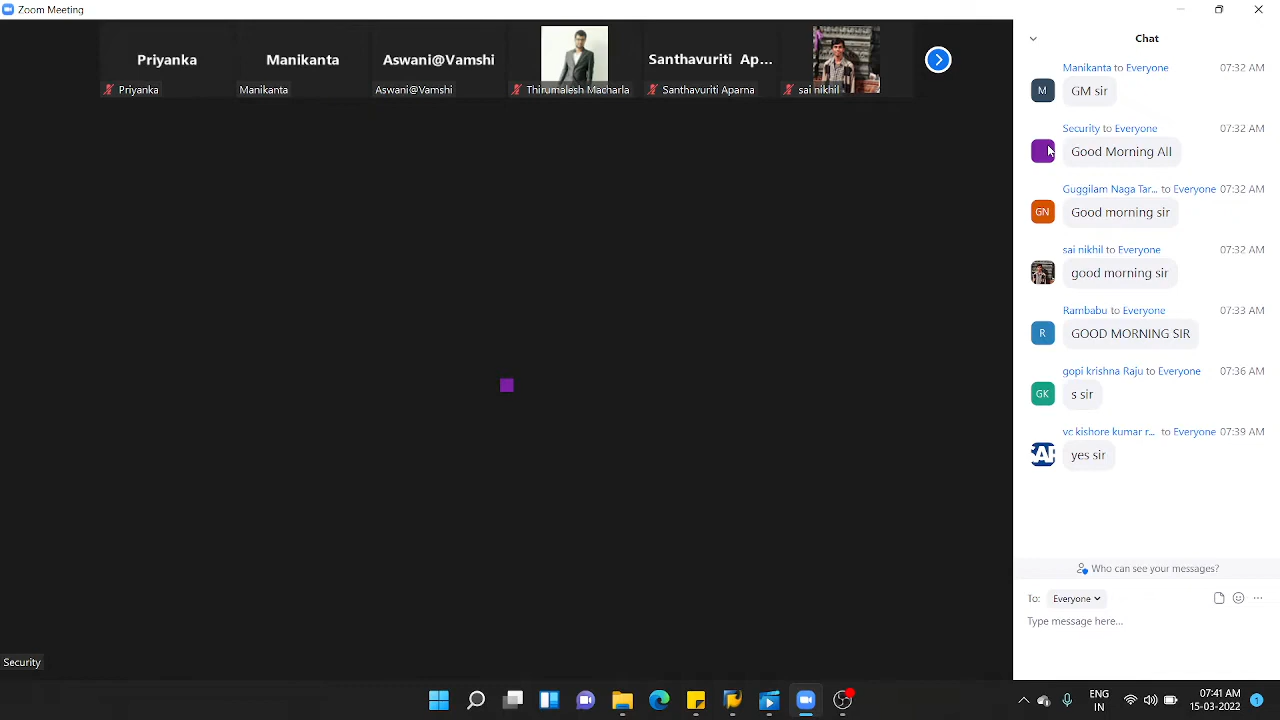 Zoom Meeting
Priyanka
Manikanta
Aswani@Vamshi
Santhavuriti Ap...
Priyanka
Manikanta
Aswani@Vamshi
Thirumalesh Macharla
Santhavuriti Aparna
sai nikhil
Security
Chat
Manikanta to Everyone 07:32 AM
M
GM sir
Security to Everyone 07:32 AM
Good Morning All
Guggilam Naga Tar... to Everyone 07:32 AM
GN
Good morning sir
sai nikhil to Everyone 07:32 AM
good morning sir
Rambabu to Everyone 07:33 AM
R
GOOD MORNING SIR
gopi krishna Raju to Everyone 07:36 AM
GK
s sir
vc kishore kumar r... to Everyone 07:39 AM
SAP
yes sir
Who can see your messages?
To: Everyone
Type message here...
ENG
IN
07:41 AM
15-03-2022
1